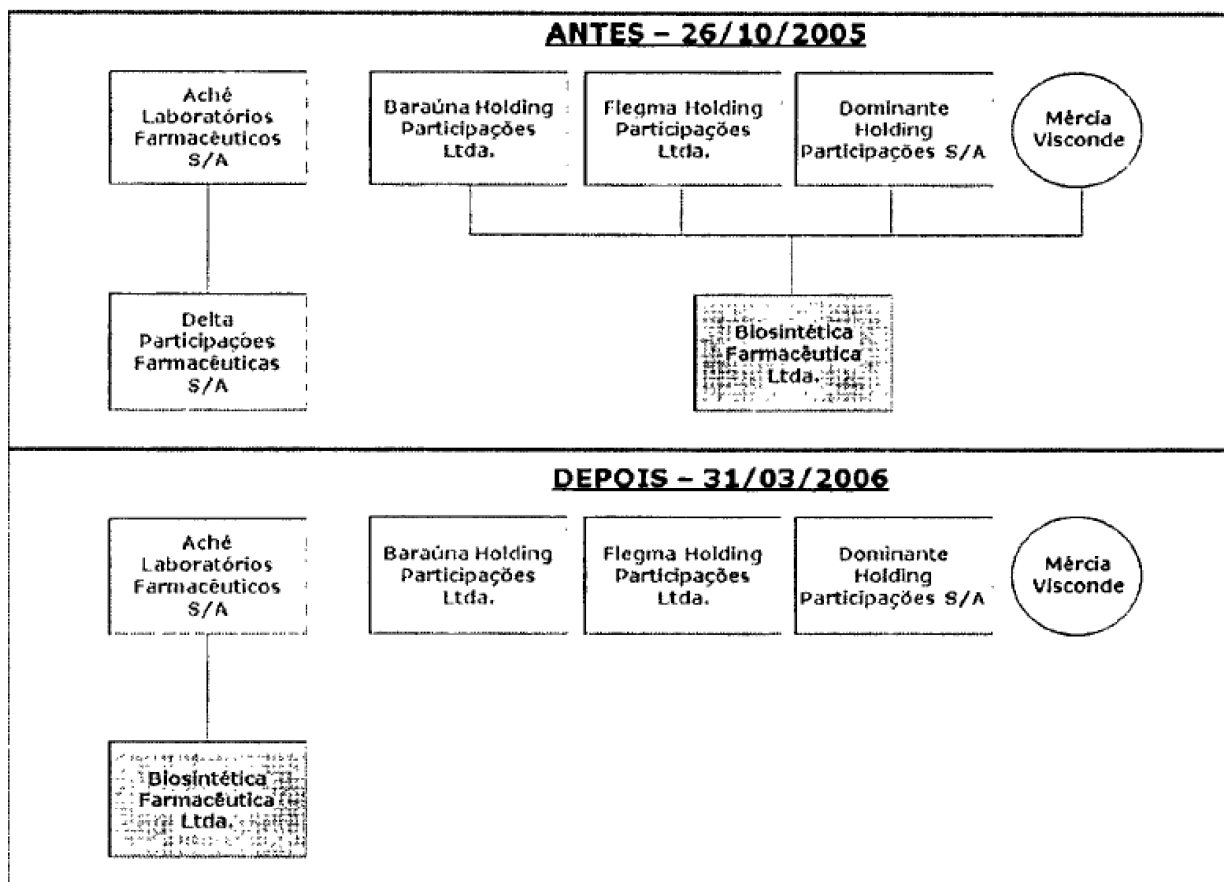 ANTES – 26/10/2005
Aché
Laboratórios
Farmacêuticos
S/A
Baraúna Holding
Participações
Ltda.
Flegma Holding
Participações
Ltda.
Dominante
Holding
Participações S/A
Mércia
Visconde
Delta
Participações
Farmacêuticas
S/A
Biosintética
Farmacêutica
Ltda.
DEPOIS – 31/03/2006
Aché
Laboratórios
Farmacêuticos
S/A
Baraúna Holding
Participações
Ltda.
Flegma Holding
Participações
Ltda.
Dominante
Holding
Participações S/A
Mércia
Visconde
Biosintética
Farmacêutica
Ltda.